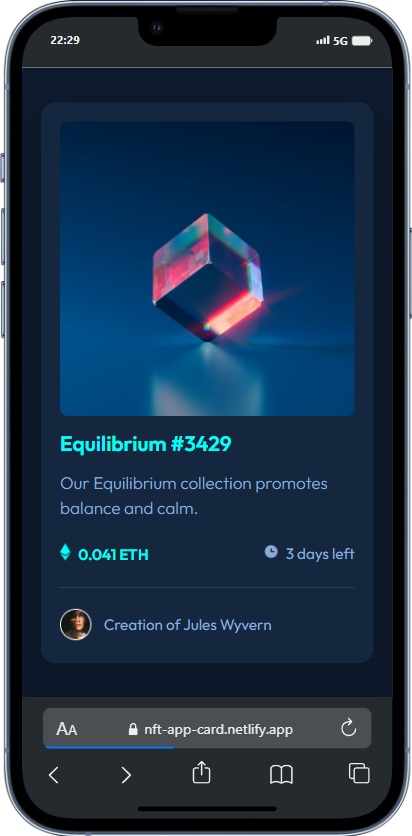 22:29
5G
Equilibrium #3429
Our Equilibrium collection promotes
balance and calm.
0.041 ETH
3 days left
Creation of Jules Wyvern
AA
nft-app-card.netlify.app